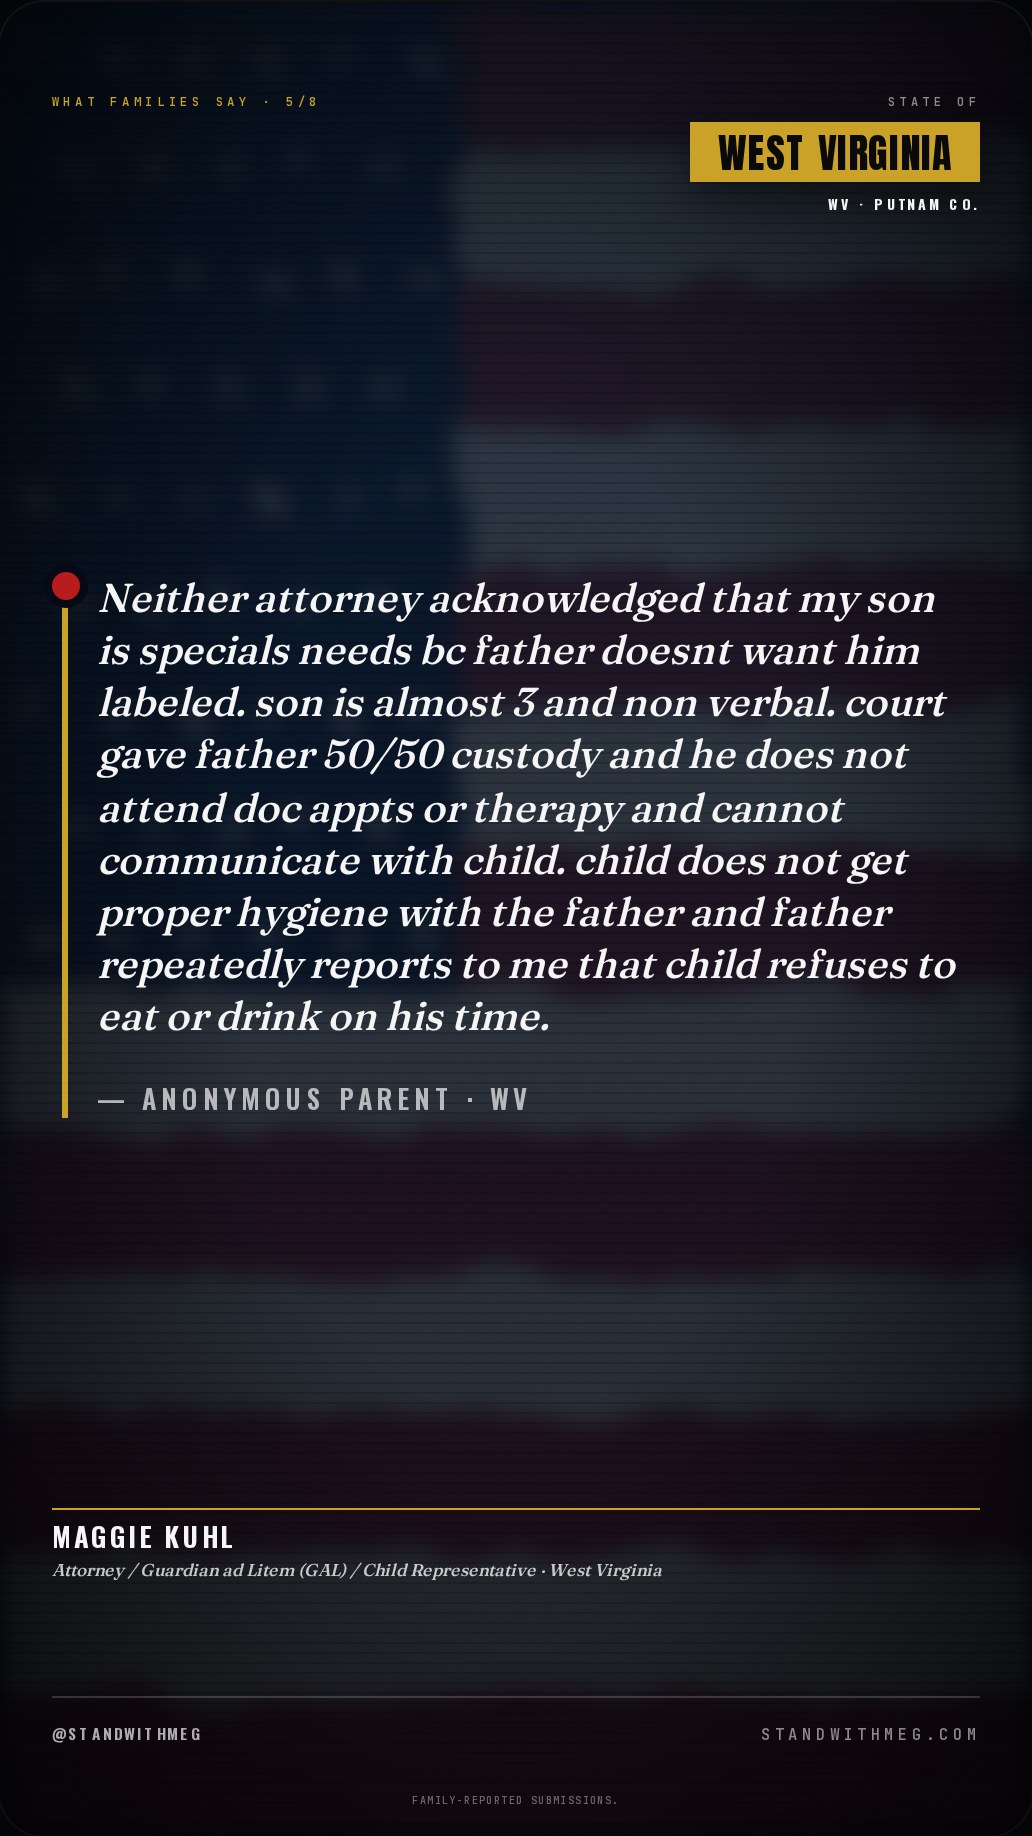 WHAT FAMILIES SAY · 5/8
STATE OF
WEST VIRGINIA
WV · PUTNAM CO.
Neither attorney acknowledged that my son
is specials needs bc father doesnt want him
labeled. son is almost 3 and non verbal. court
gave father 50/50 custody and he does not
attend doc appts or therapy and cannot
communicate with child. child does not get
proper hygiene with the father and father
repeatedly reports to me that child refuses to
eat or drink on his time.
— ANONYMOUS PARENT · WV
MAGGIE KUHL
Attorney / Guardian ad Litem (GAL) / Child Representative · West Virginia
@STANDWITHMEG
STANDWITHMEG.COM
FAMILY-REPORTED SUBMISSIONS.